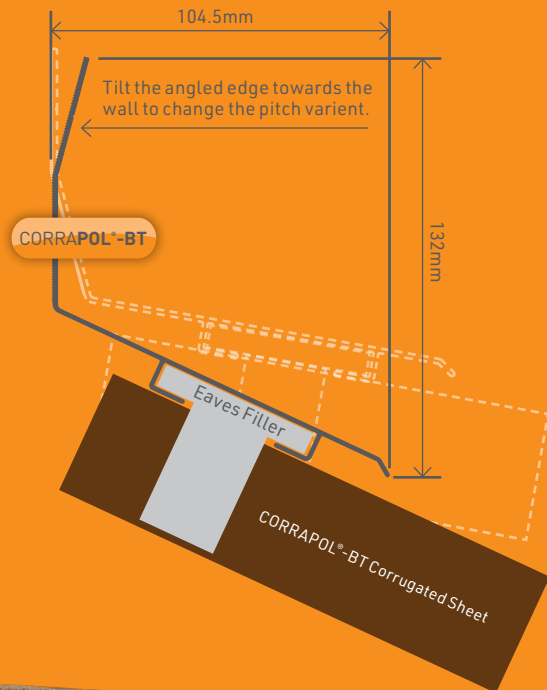 104.5mm
Tilt the angled edge towards the
wall to change the pitch varient.
CORRAPOL®-BT
132mm
Eaves Filler
CORRAPOL®-BT Corrugated Sheet